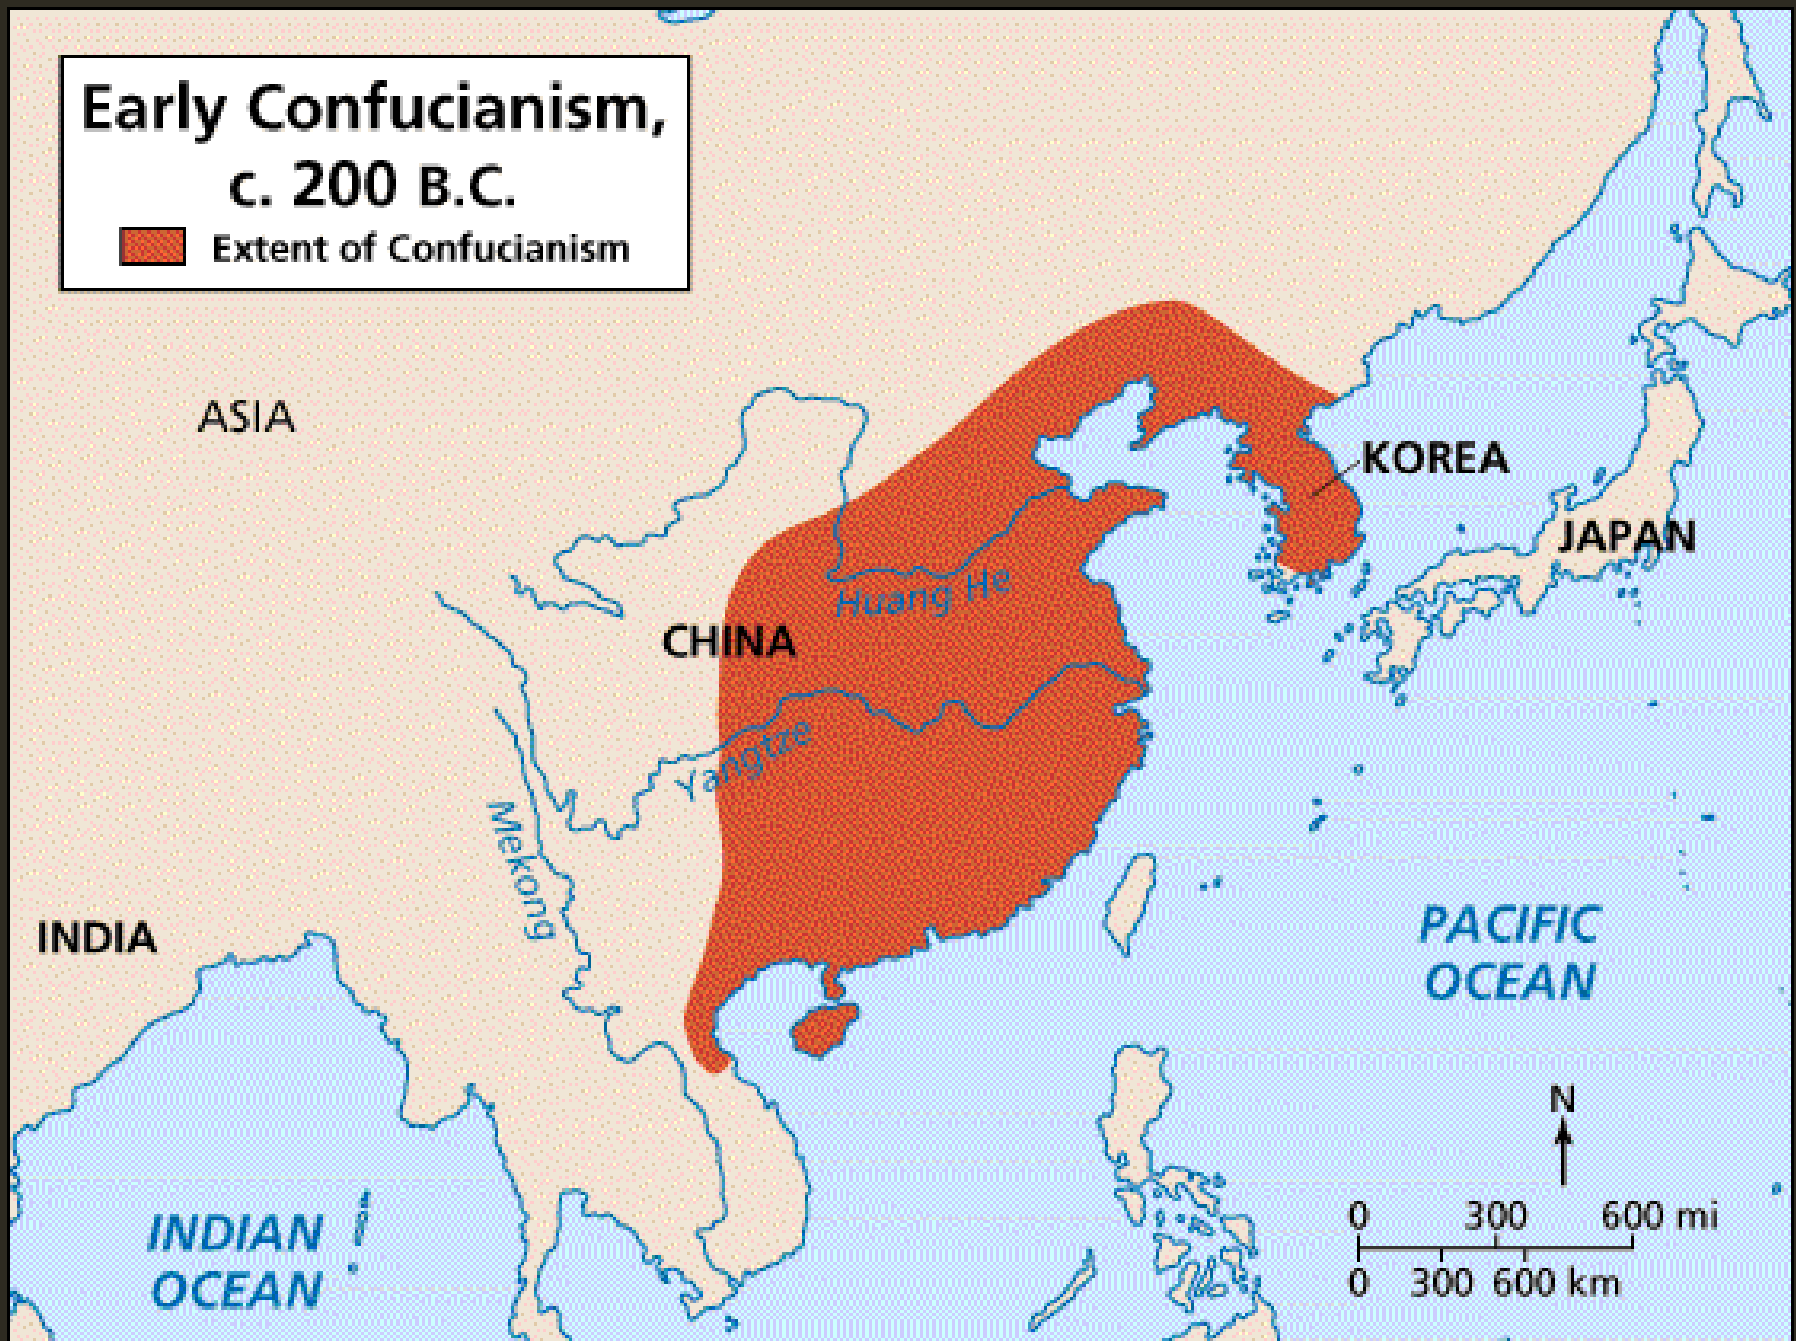 Early Confucianism,
c. 200 B.C.
Extent of Confucianism
ASIA
KOREA
JAPAN
Huang He
CHINA
Yangtze
Mekong
INDIA
PACIFIC
OCEAN
N
INDIAN
OCEAN
0 300 600 mi
0 300 600 km